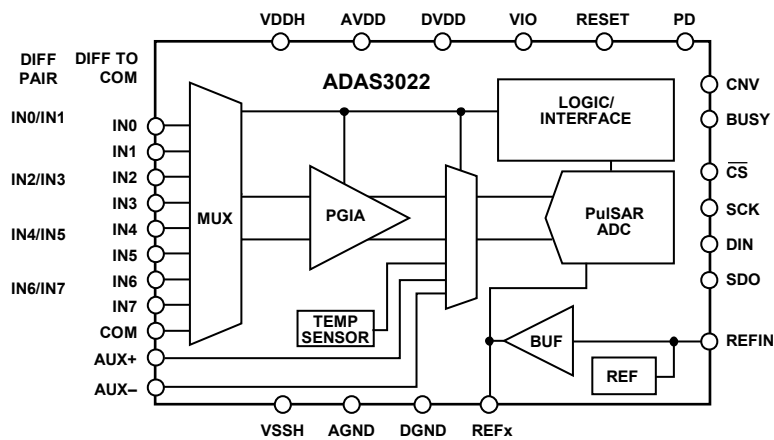 VDDH AVDD DVDD VIO RESET PD
DIFF PAIR
DIFF TO COM
ADAS3022
LOGIC/
INTERFACE
CNV
BUSY
CS
SCK
DIN
SDO
REFIN
IN0/IN1
IN2/IN3
IN4/IN5
IN6/IN7
IN0
IN1
IN2
IN3
IN4
IN5
IN6
IN7
COM
AUX+
AUX–
MUX
PGIA
PulSAR
ADC
TEMP
SENSOR
BUF
REF
VSSH AGND DGND REFx